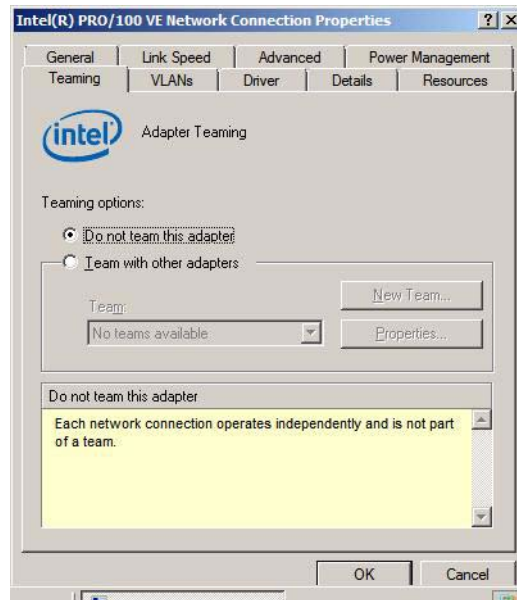 Intel(R) PRO/100 VE Network Connection Properties
General Link Speed Advanced Power Management
Teaming VLANs Driver Details Resources
intel Adapter Teaming
Teaming options:
Do not team this adapter
Team with other adapters
New Team...
Team:
No teams available Properties...
Do not team this adapter
Each network connection operates independently and is not part
of a team.
OK Cancel